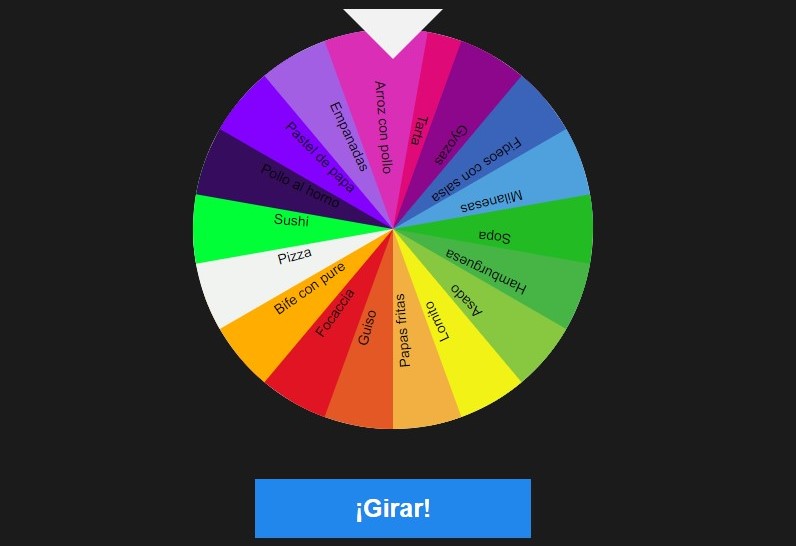 Arroz con pollo
Tarta
Gyozas
Fideos con salsa
Milanesas
Sopa
Hamburguesa
Asado
Lomito
Papas fritas
Guiso
Focaccia
Bife con pure
Pizza
Sushi
Pollo al horno
Pastel de papa
Empanadas
¡Girar!